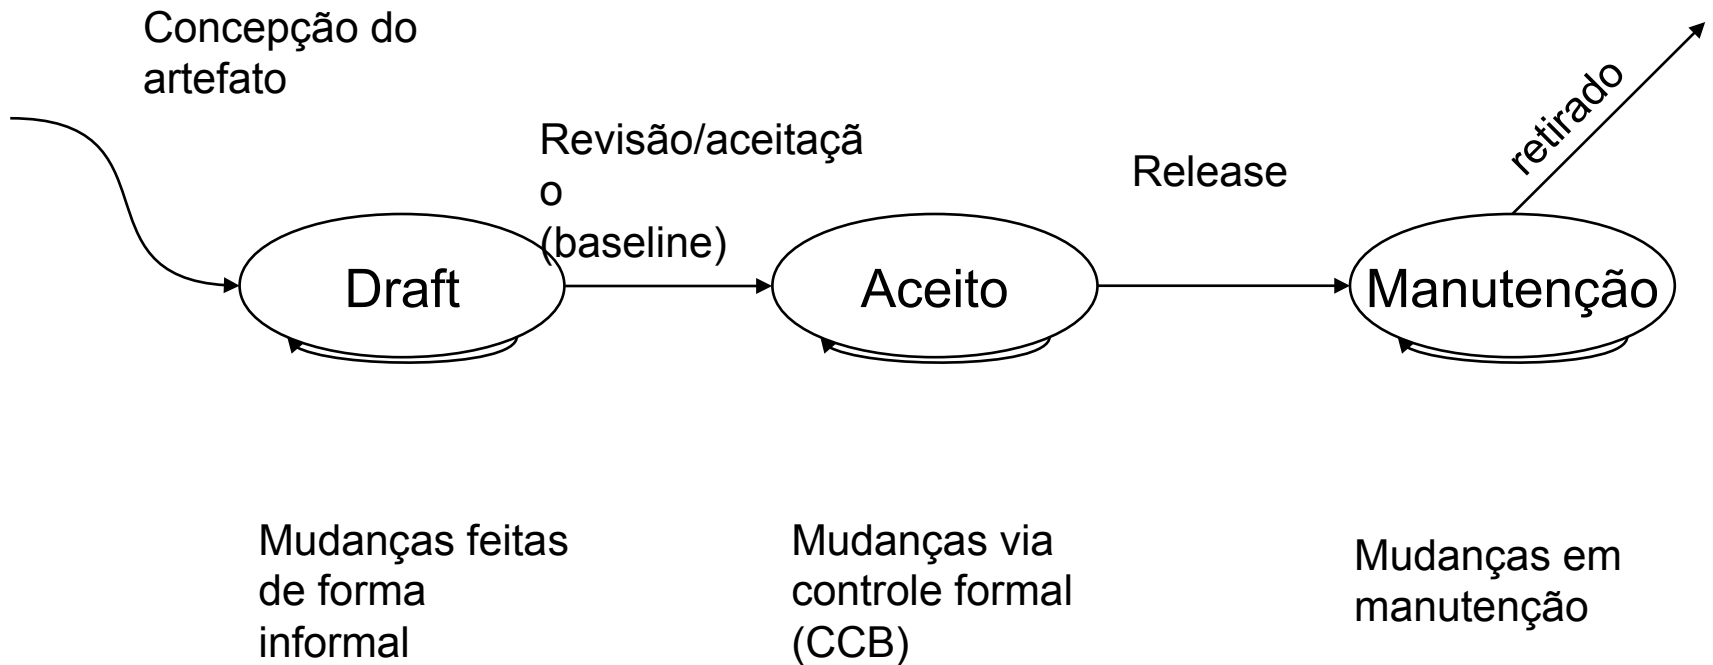 Concepção do
artefato
Revisão/aceitaçã
o
(baseline)
Release
retirado
Draft
Aceito
Manutenção
Mudanças feitas
de forma
informal
Mudanças via
controle formal
(CCB)
Mudanças em
manutenção